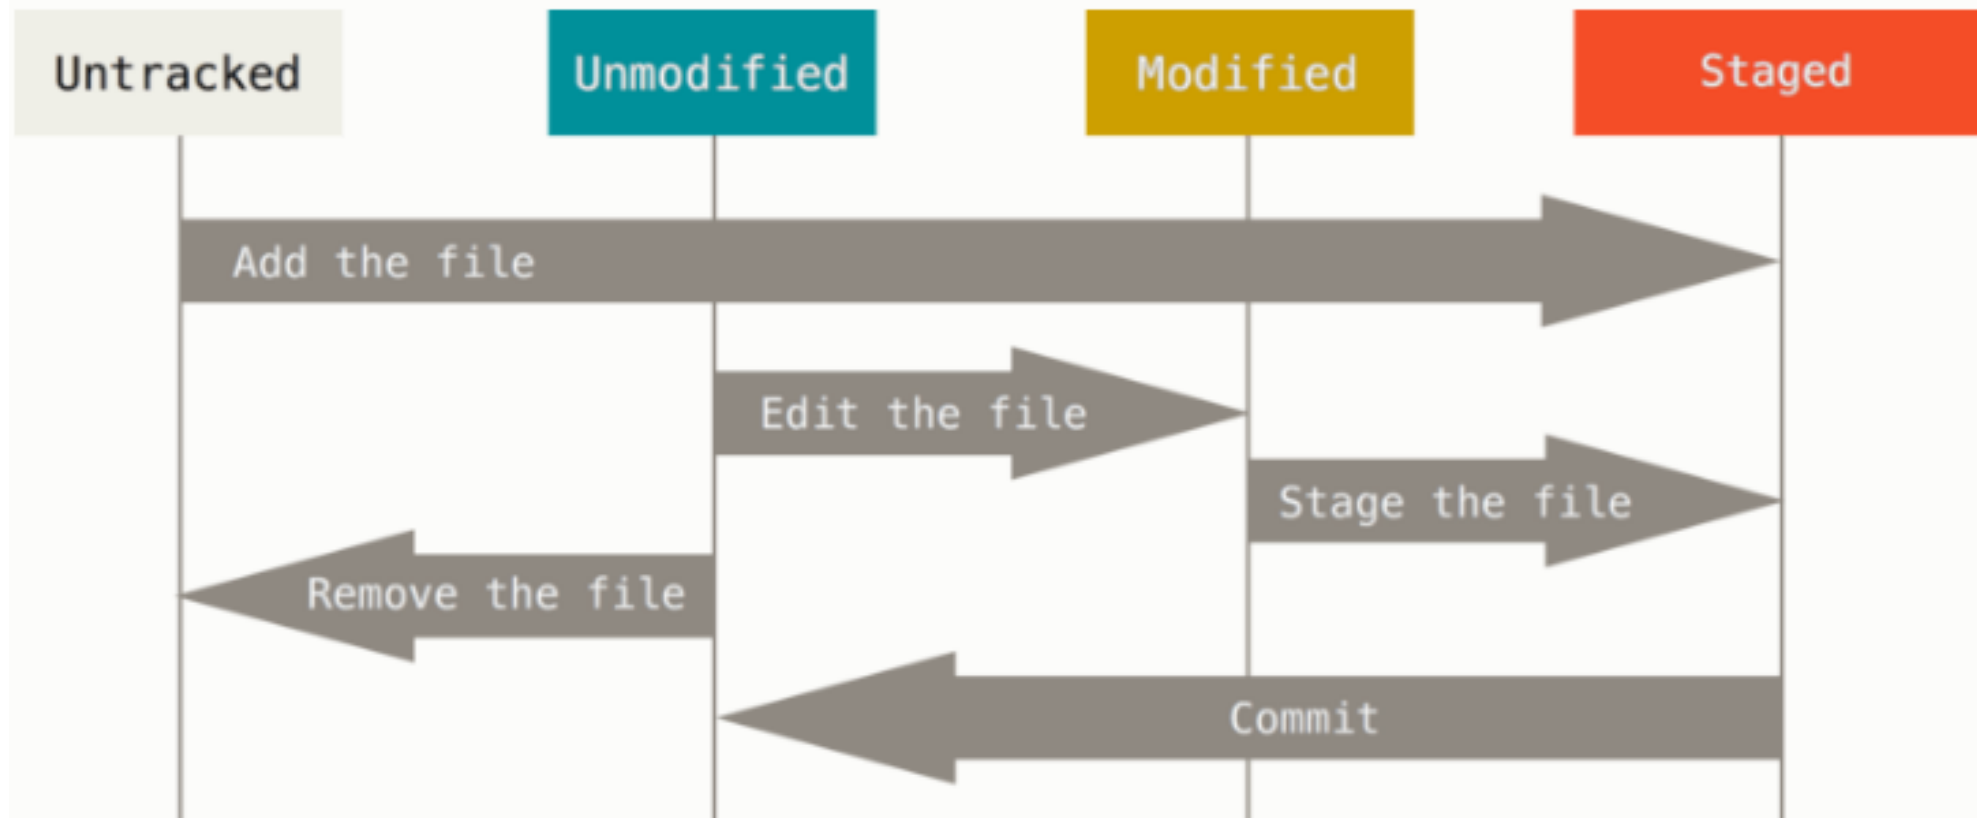 Untracked
Unmodified
Modified
Staged
Add the file
Edit the file
Stage the file
Remove the file
Commit